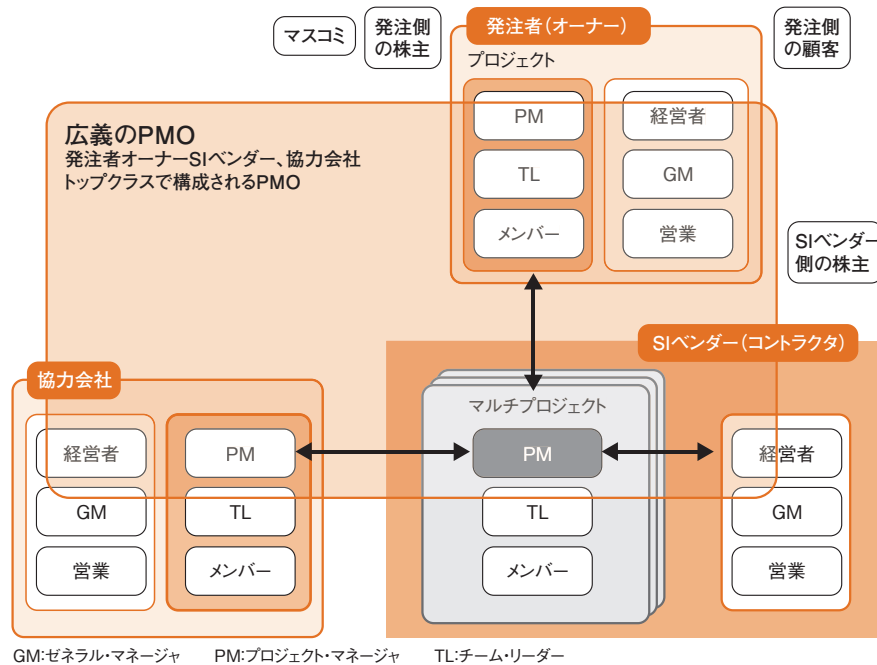 マスコミ
発注側
の株主
発注者(オーナー)
発注側
の顧客
プロジェクト
PM
TL
メンバー
経営者
GM
営業
広義のPMO
発注者オーナーSIベンダー、協力会社
トップクラスで構成されるPMO
SIベンダー
側の株主
SIベンダー(コントラクタ)
協力会社
経営者
GM
営業
PM
TL
メンバー
マルチプロジェクト
PM
TL
メンバー
経営者
GM
営業
GM:ゼネラル・マネージャ PM:プロジェクト・マネージャ TL:チーム・リーダー